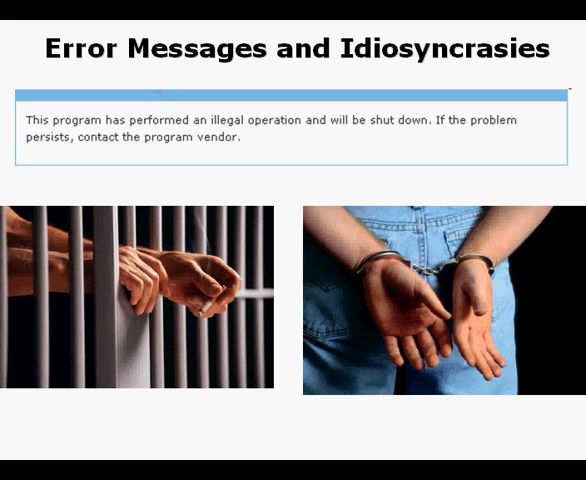 Error Messages and Idiosyncrasies
This program has performed an illegal operation and will be shut down. If the problem
persists, contact the program vendor.